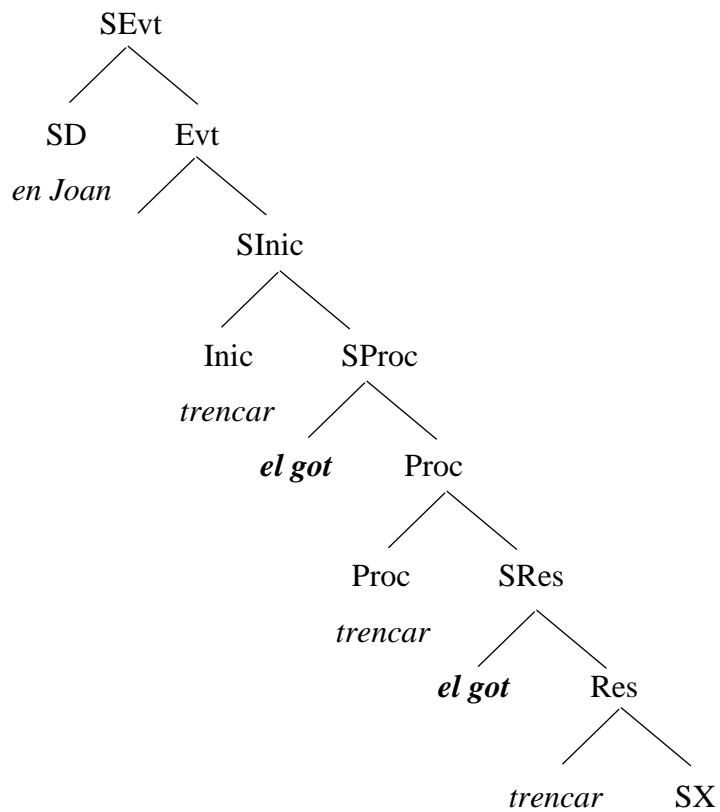 SEvt
SD Evt
en Joan
SInic
Inic SProc
trencar
el got Proc
Proc SRes
trencar
el got Res
trencar SX